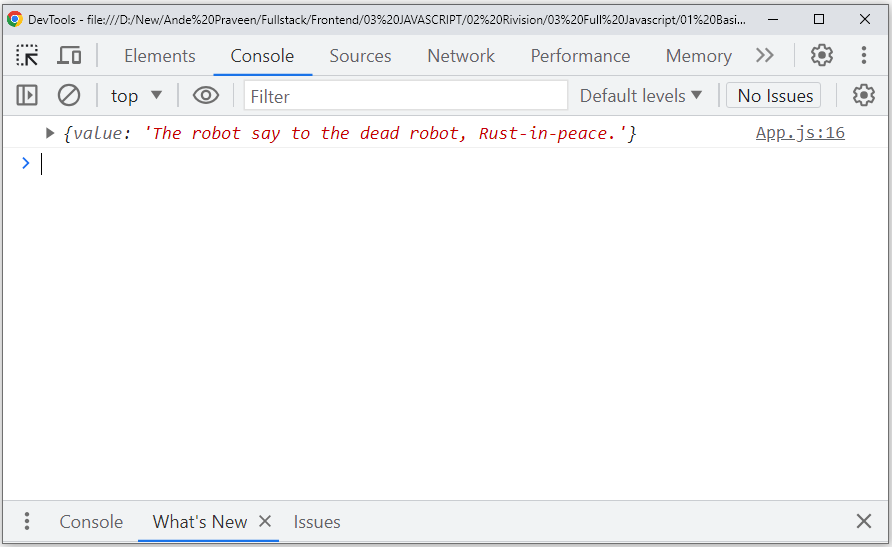 DevTools - file:///D:/New/Ande%20Praveen/Fullstack/Frontend/03%20JAVASCRIPT/02%20Rivision/03%20Full%20Javascript/01%20Basi...
Elements Console Sources Network Performance Memory
top Filter Default levels No Issues
{value: 'The robot say to the dead robot, Rust-in-peace.'} App.js:16
Console What's New Issues